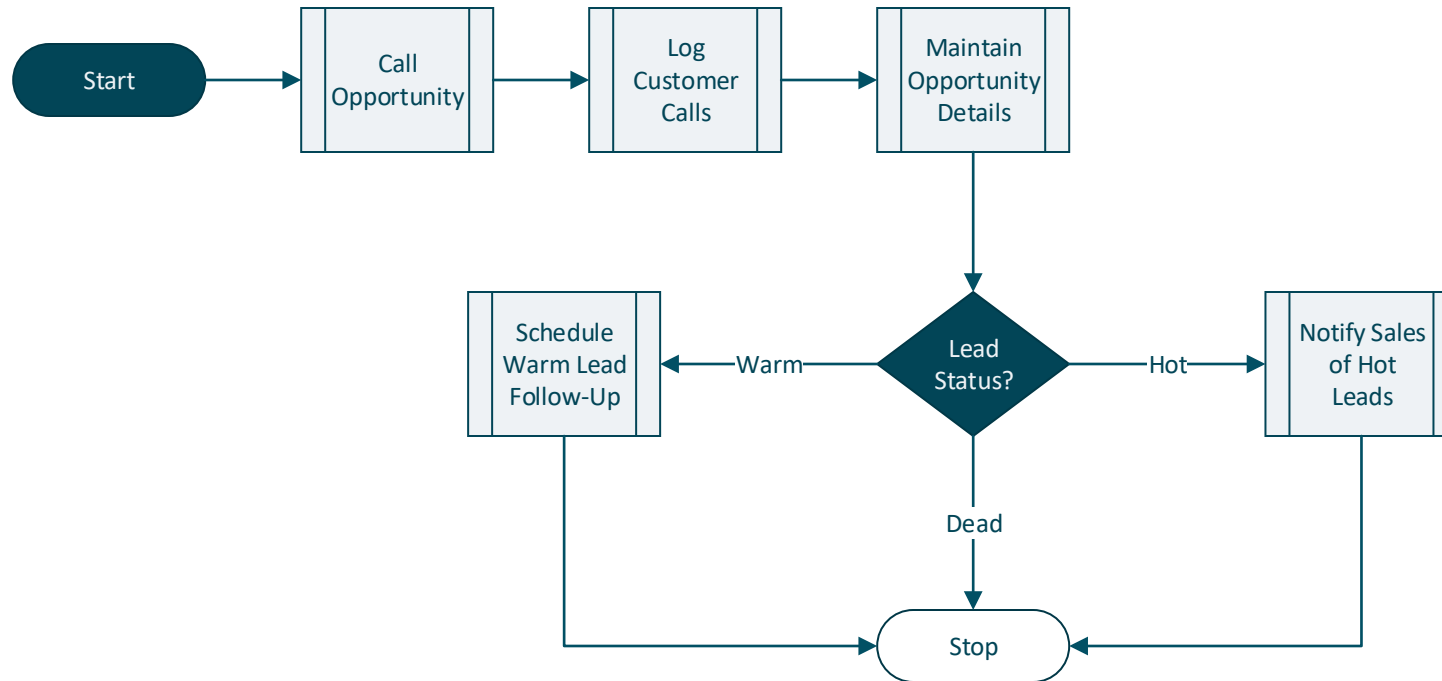 Start
Call
Opportunity
Log
Customer
Calls
Maintain
Opportunity
Details
Schedule
Warm Lead
Follow-Up
Warm
Lead
Status?
Hot
Notify Sales
of Hot
Leads
Dead
Stop